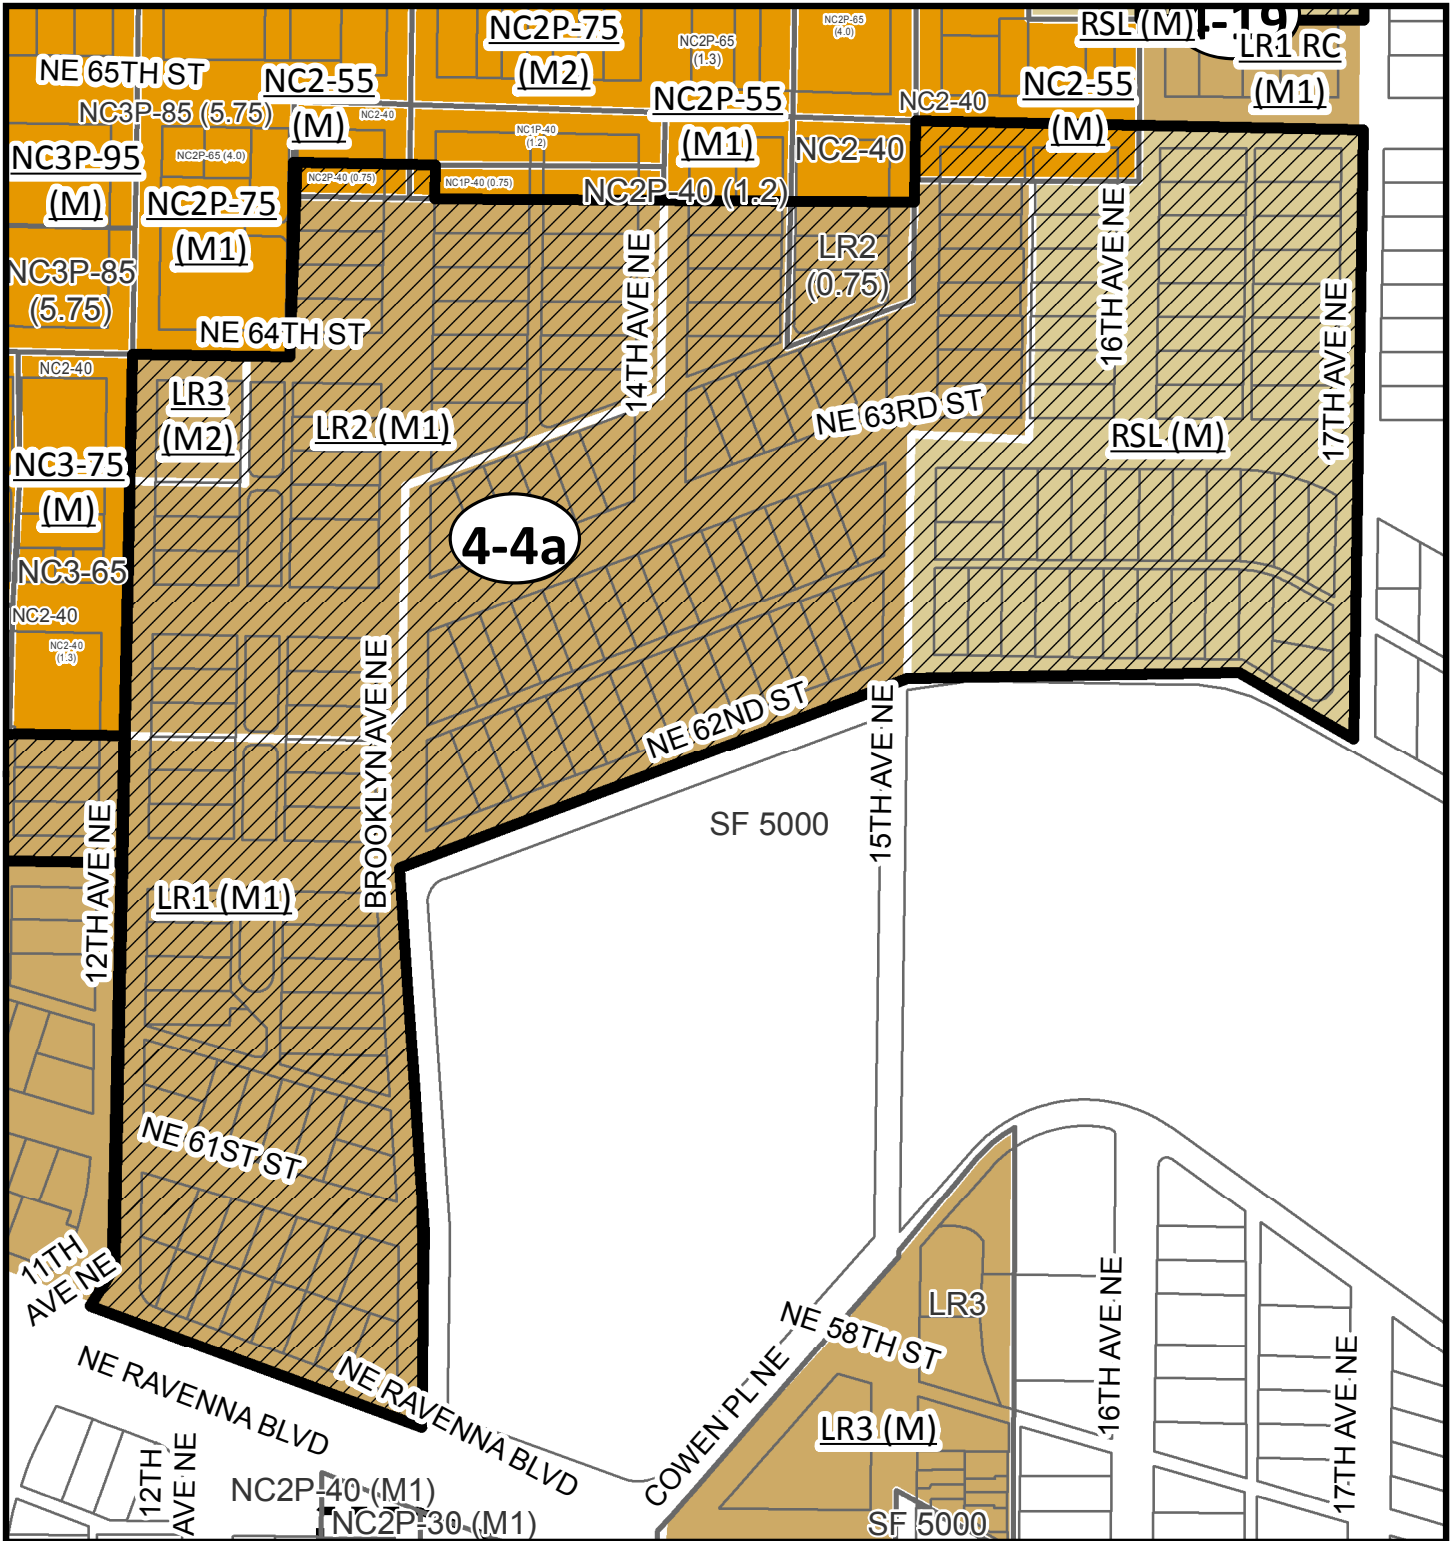 NC2P-75
(M2)
NC2P-65
(1.3)
NC2P-65
(4.0)
RSL (M)
4-19
LR1 RC
(M1)
NE 65TH ST
NC3P-85 (5.75)
NC2-55
(M)
NC2-40
NC2P-55
(M1)
NC2-40
NC2-55
(M)
NC3P-95
(M)
NC2P-65 (4.0)
NC1P-40
(1.2)
NC2-40
NC2P-40 (0.75)
NC1P-40 (0.75)
NC2P-40 (1.2)
NC2P-75
(M1)
NC3P-85
(5.75)
NE 64TH ST
14TH AVE NE
LR2
(0.75)
16TH AVE NE
17TH AVE NE
NC2-40
LR3
(M2)
LR2 (M1)
NE 63RD ST
RSL (M)
NC3-75
(M)
4-4a
NC3-65
NC2-40
NC2-40
(1.3)
BROOKLYN AVE NE
NE 62ND ST
15TH AVE NE
SF 5000
12TH AVE NE
LR1 (M1)
NE 61ST ST
11TH
AVE NE
NE RAVENNA BLVD
NE RAVENNA BLVD
COWEN PL NE
NE 58TH ST
LR3
16TH AVE NE
17TH AVE NE
LR3 (M)
12TH
AVE NE
NC2P-40 (M1)
NC2P-30 (M1)
SF 5000